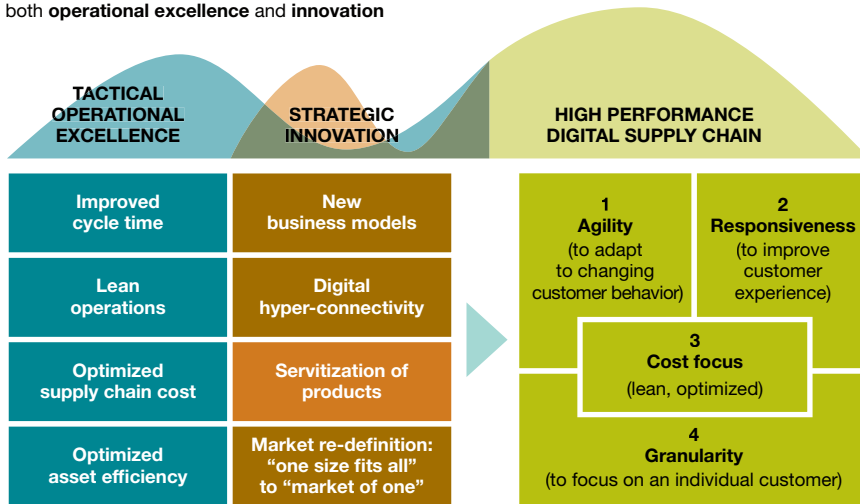 both operational excellence and innovation
TACTICAL
OPERATIONAL
EXCELLENCE
STRATEGIC
INNOVATION
HIGH PERFORMANCE
DIGITAL SUPPLY CHAIN
Improved
cycle time
New
business models
Lean
operations
Digital
hyper-connectivity
Optimized
supply chain cost
Servitization of
products
Optimized
asset efficiency
Market re-definition:
“one size fits all”
to “market of one”
1
Agility
(to adapt
to changing
customer behavior)
2
Responsiveness
(to improve
customer
experience)
3
Cost focus
(lean, optimized)
4
Granularity
(to focus on an individual customer)